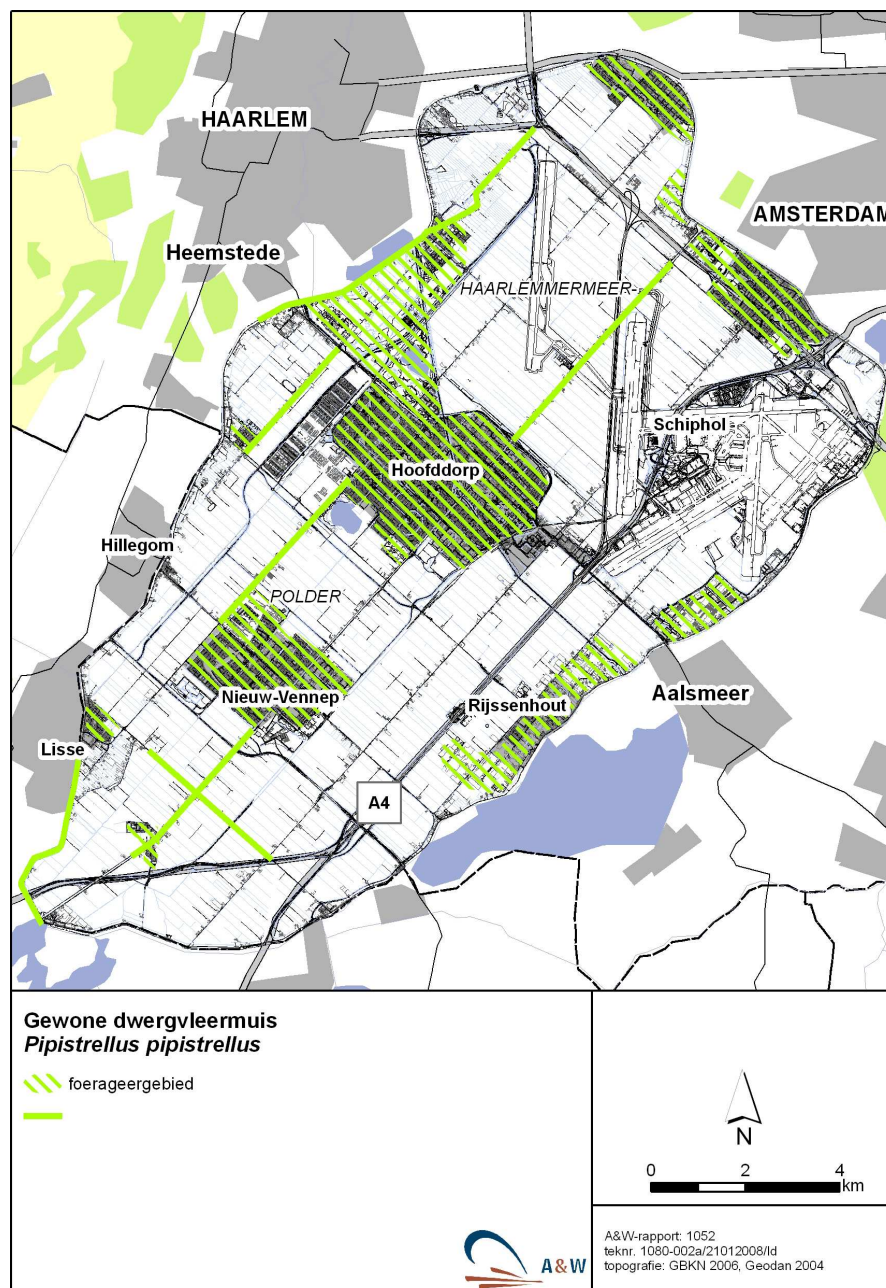 HAARLEM
AMSTERDAM
Heemstede
HAARLEMMERMEER-
Schiphol
Hoofddorp
Hillegom
POLDER
Nieuw-Vennep
Rijssenhout
Aalsmeer
Lisse
A4
Gewone dwergvleermuis
Pipistrellus pipistrellus
foerageergebied
N
0 2 4
km
A&W
A&W-rapport: 1052
teknr. 1080-002a/21012008/ld
topografie: GBKN 2006, Geodan 2004